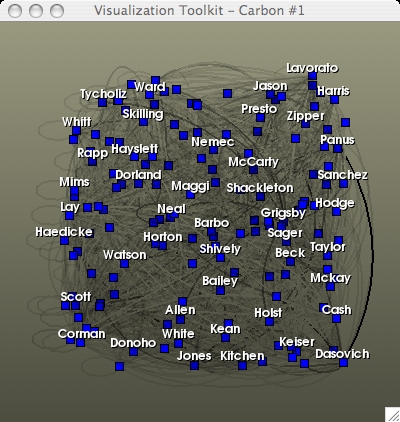 Visualization Toolkit - Carbon #1
Lavorato
Tycholiz Ward Jason Harris
Skilling Presto Zipper
Whitt Panus
Rapp Hayslett Nemec
McCarty
Mims Dorland Maggi Shackleton Sanchez
Lay Neal Grigsby Hodge
Haedicke Barbo Sager
Horton Shively Taylor
Watson Beck
Bailey Mckay
Scott Allen Holst Cash
Corman White Kean
Donoho Keiser
Jones Kitchen Dasovich